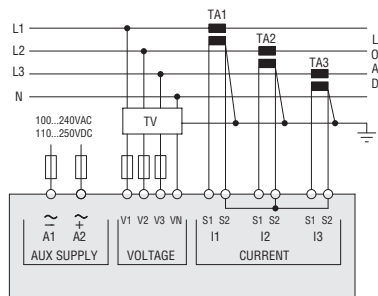 TA1
L1
L2
TA2
L3
TA3
N
LOAD
100...240VAC
110...250VDC
TV
V1 V2 V3 VN
S1 S2 S1 S2 S1 S2
~ ~
− +
A1 A2
I1 I2 I3
AUX SUPPLY VOLTAGE CURRENT